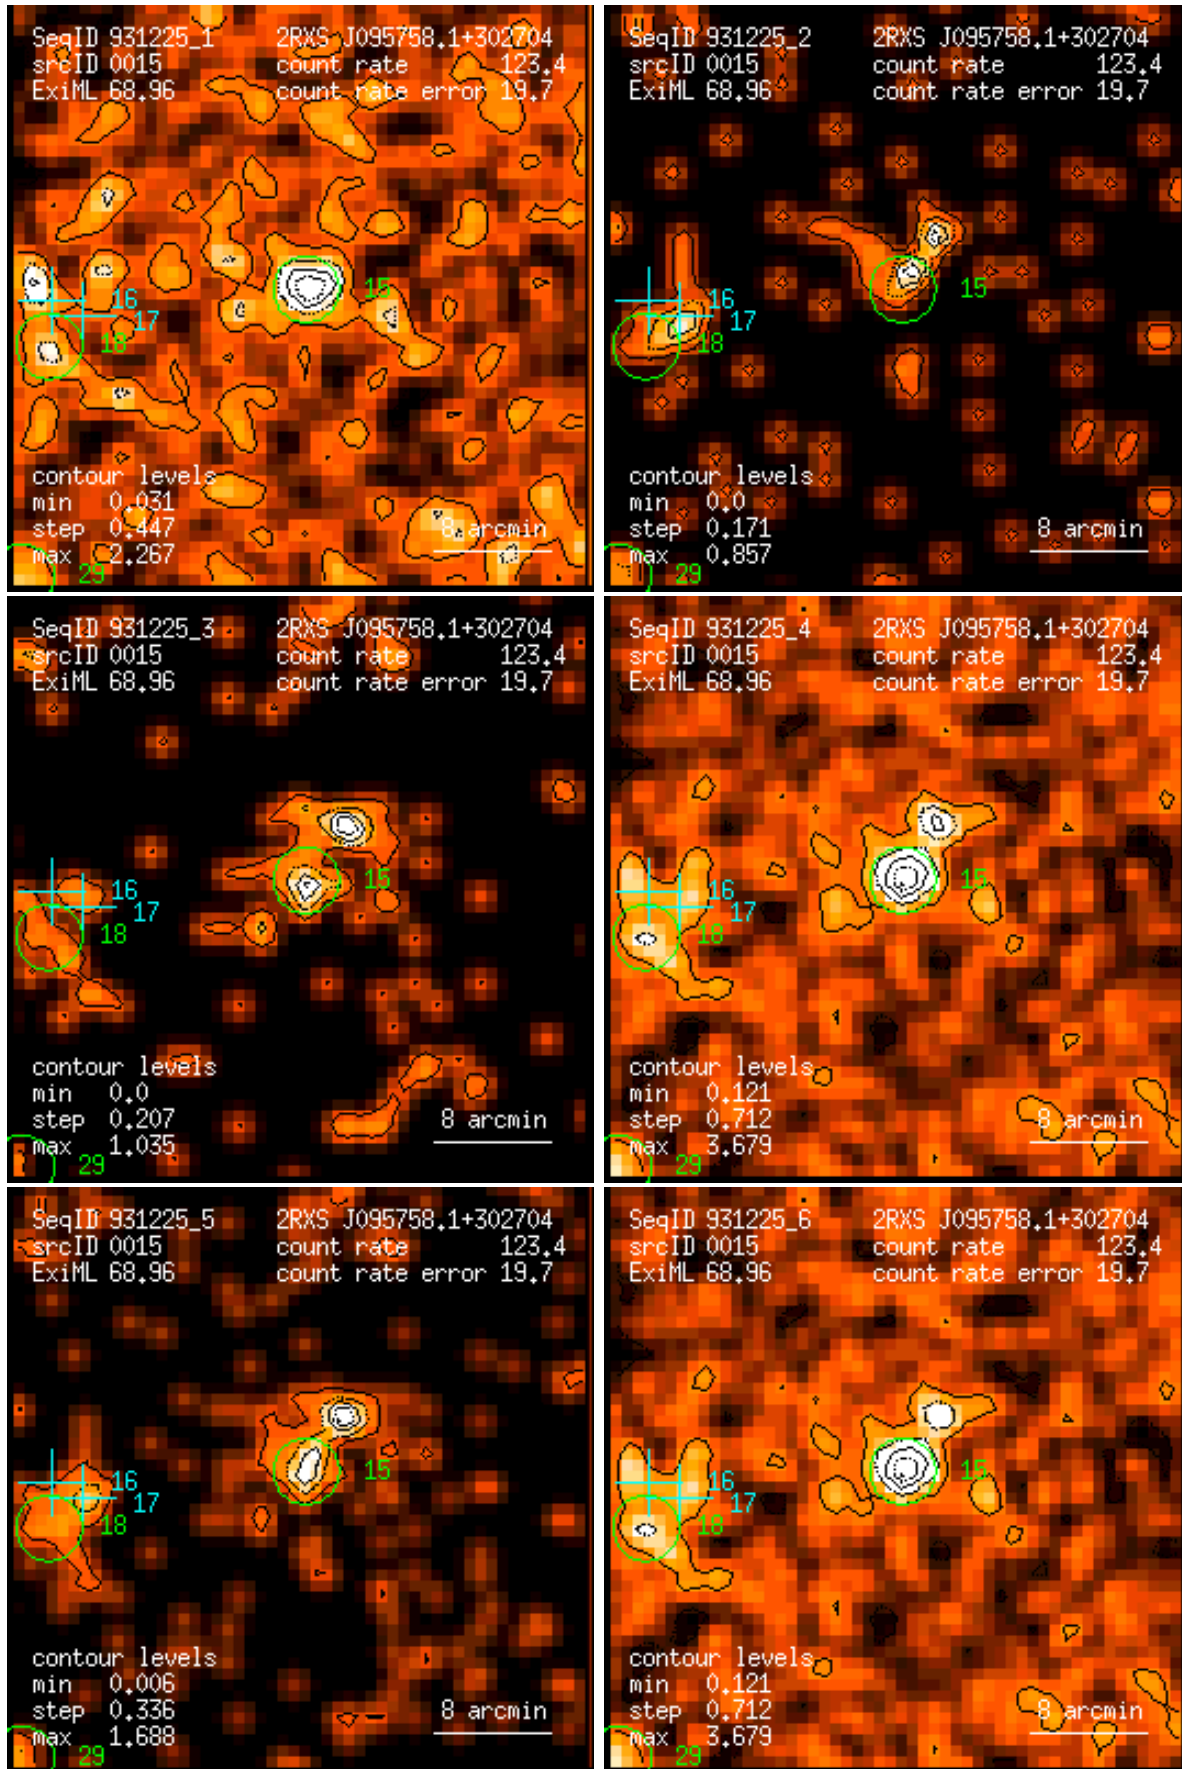 SeqID 931225_1 2RXS J095758.1+302704
srcID 0015 count rate 123.4
ExiML 68.96 count rate error 19.7
15
16
17
18
contour levels
min 0.031
step 0.447
max 2.267
8 arcmin
29
SeqID 931225_2 2RXS J095758.1+302704
srcID 0015 count rate 123.4
ExiML 68.96 count rate error 19.7
15
16
17
18
contour levels
min 0.0
step 0.171
max 0.857
8 arcmin
29
SeqID 931225_3 2RXS J095758.1+302704
srcID 0015 count rate 123.4
ExiML 68.96 count rate error 19.7
15
16
17
18
contour levels
min 0.0
step 0.207
max 1.035
8 arcmin
29
SeqID 931225_4 2RXS J095758.1+302704
srcID 0015 count rate 123.4
ExiML 68.96 count rate error 19.7
15
16
17
18
contour levels
min 0.121
step 0.712
max 3.679
8 arcmin
29
SeqID 931225_5 2RXS J095758.1+302704
srcID 0015 count rate 123.4
ExiML 68.96 count rate error 19.7
15
16
17
18
contour levels
min 0.006
step 0.336
max 1.688
8 arcmin
29
SeqID 931225_6 2RXS J095758.1+302704
srcID 0015 count rate 123.4
ExiML 68.96 count rate error 19.7
15
16
17
18
contour levels
min 0.121
step 0.712
max 3.679
8 arcmin
29